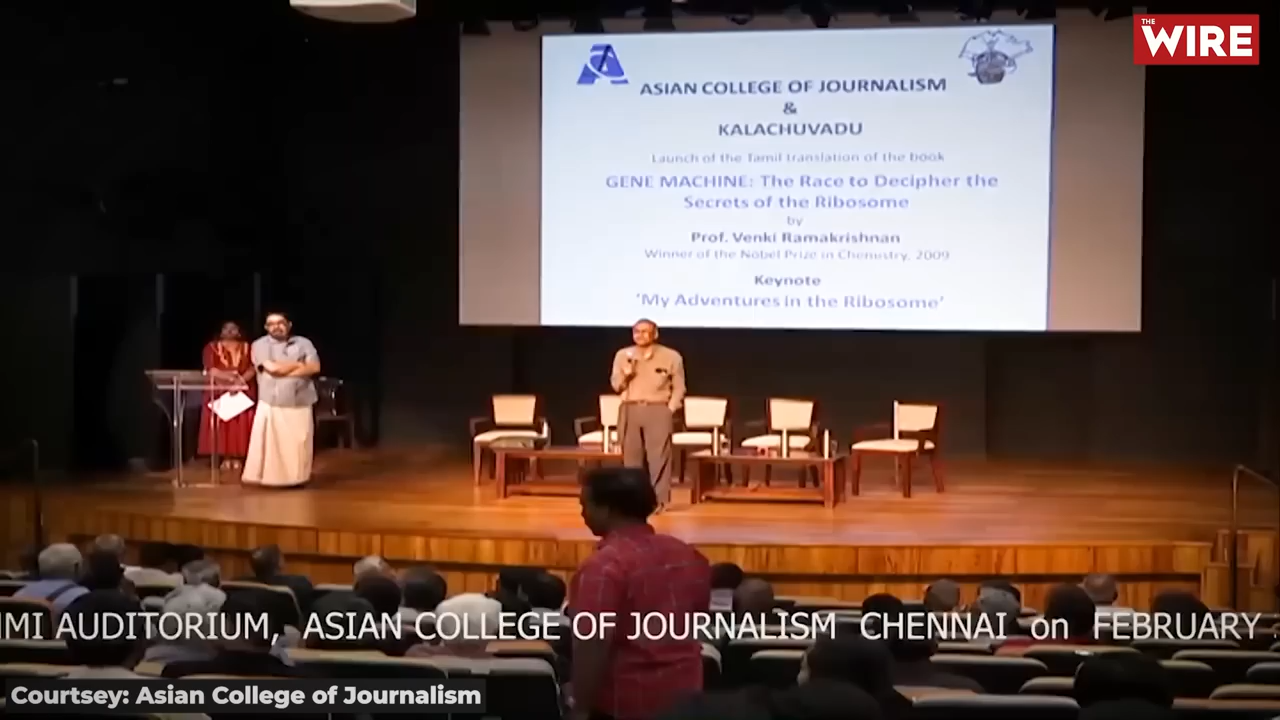 THE
WIRE
ASIAN COLLEGE OF JOURNALISM
&
KALACHUVADU
Launch of the Tamil translation of the book
GENE MACHINE: The Race to Decipher the
Secrets of the Ribosome
by
Prof. Venki Ramakrishnan
Winner of the Nobel Prize in Chemistry, 2009
Keynote
'My Adventures in the Ribosome'
AUDITORIUM, ASIAN COLLEGE OF JOURNALISM CHENNAI on FEBRUARY
Courtsey: Asian College of Journalism